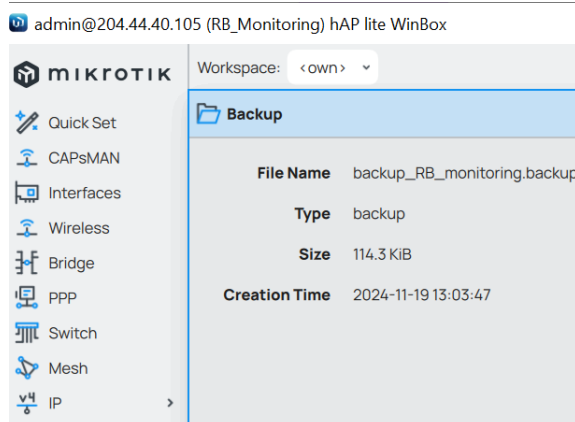 admin@204.44.40.105 (RB_Monitoring) hAP lite WinBox
mikrotik
Workspace: <own>
Quick Set
CAPsMAN
Interfaces
Wireless
Bridge
PPP
Switch
Mesh
v4 IP
Backup
File Name backup_RB_monitoring.backup
Type backup
Size 114.3 KiB
Creation Time 2024-11-19 13:03:47